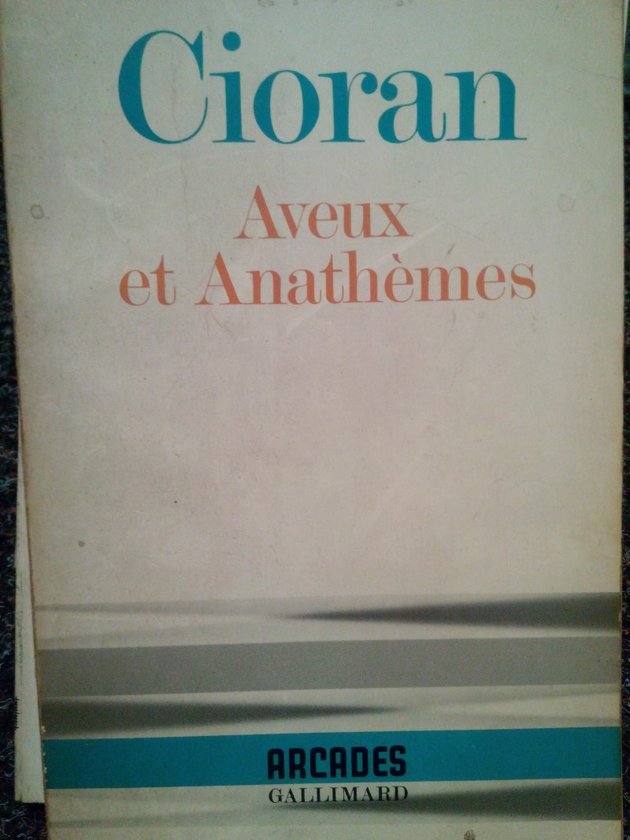 Cioran
Aveux
et Anathèmes
ARCADES
GALLIMARD